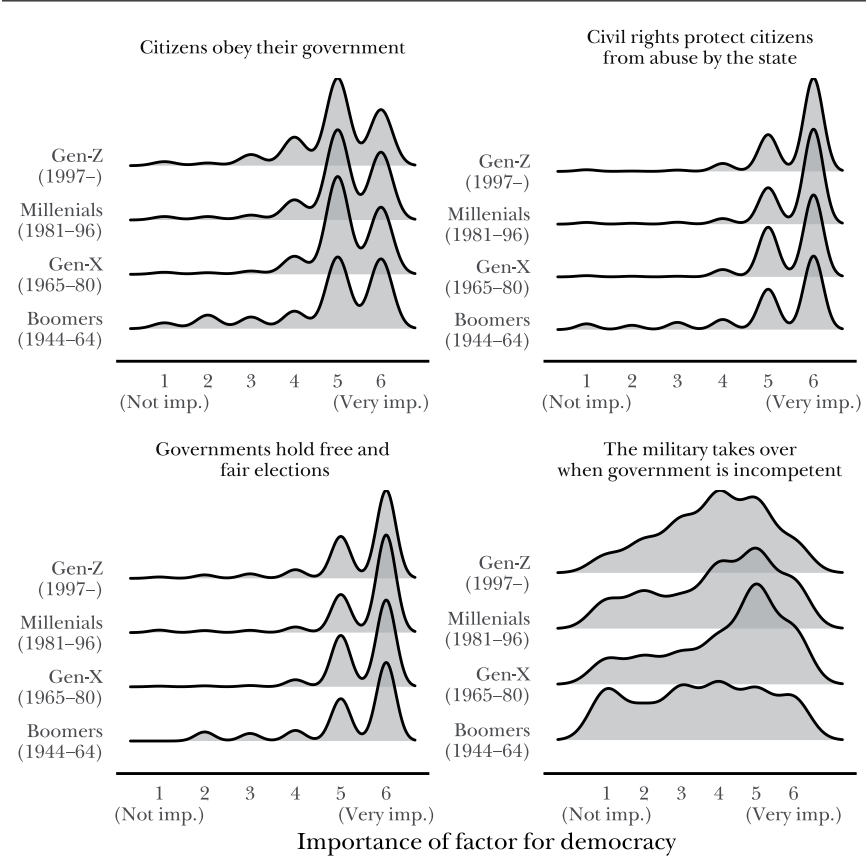 Citizens obey their government
Gen-Z
(1997–)
Millenials
(1981–96)
Gen-X
(1965–80)
Boomers
(1944–64)
1 2 3 4 5 6
(Not imp.) (Very imp.)
Civil rights protect citizens
from abuse by the state
Gen-Z
(1997–)
Millenials
(1981–96)
Gen-X
(1965–80)
Boomers
(1944–64)
1 2 3 4 5 6
(Not imp.) (Very imp.)
Governments hold free and
fair elections
Gen-Z
(1997–)
Millenials
(1981–96)
Gen-X
(1965–80)
Boomers
(1944–64)
1 2 3 4 5 6
(Not imp.) (Very imp.)
The military takes over
when government is incompetent
Gen-Z
(1997–)
Millenials
(1981–96)
Gen-X
(1965–80)
Boomers
(1944–64)
1 2 3 4 5 6
(Not imp.) (Very imp.)
Importance of factor for democracy